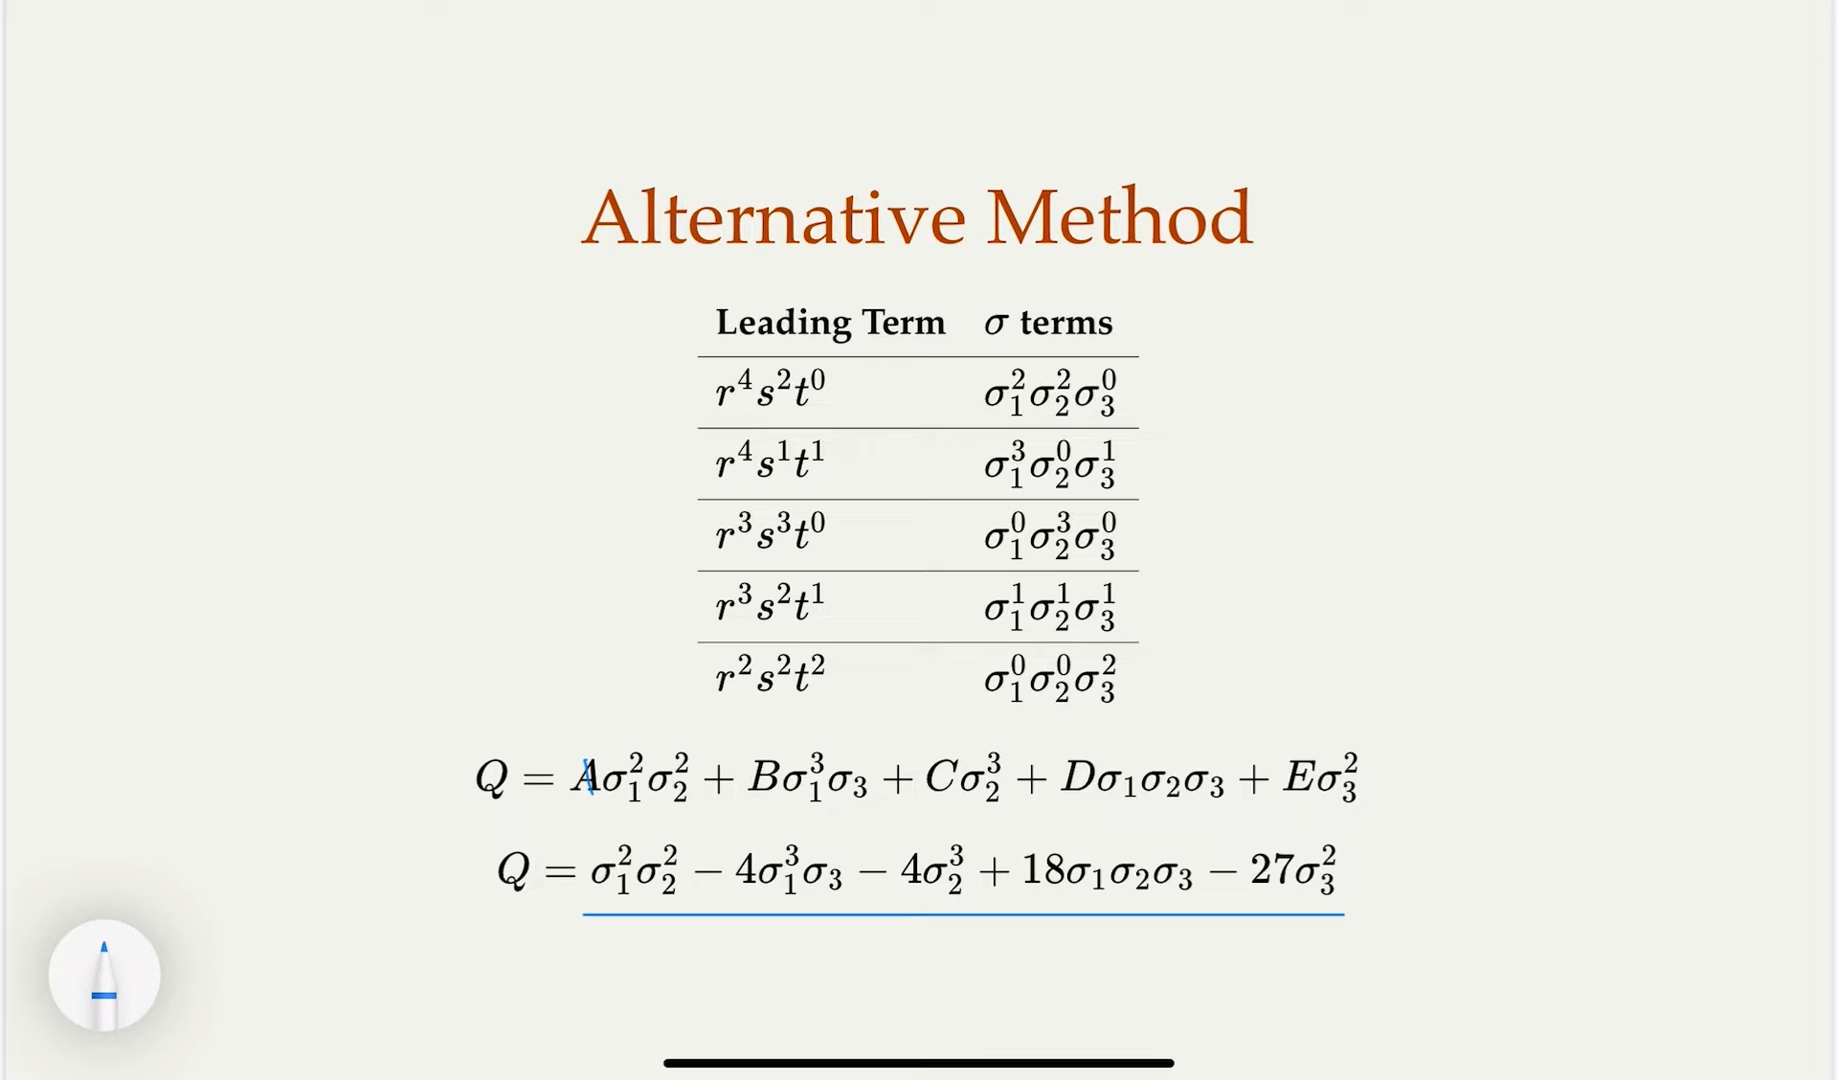 Alternative Method
Leading Term σ terms
r⁴s²t⁰ σ₁²σ₂²σ₃⁰
r⁴s¹t¹ σ₁³σ₂⁰σ₃¹
r³s³t⁰ σ₁⁰σ₂³σ₃⁰
r³s²t¹ σ₁¹σ₂¹σ₃¹
r²s²t² σ₁⁰σ₂⁰σ₃²
Q = Aσ₁²σ₂² + Bσ₁³σ₃ + Cσ₂³ + Dσ₁σ₂σ₃ + Eσ₃²
Q = σ₁²σ₂² − 4σ₁³σ₃ − 4σ₂³ + 18σ₁σ₂σ₃ − 27σ₃²